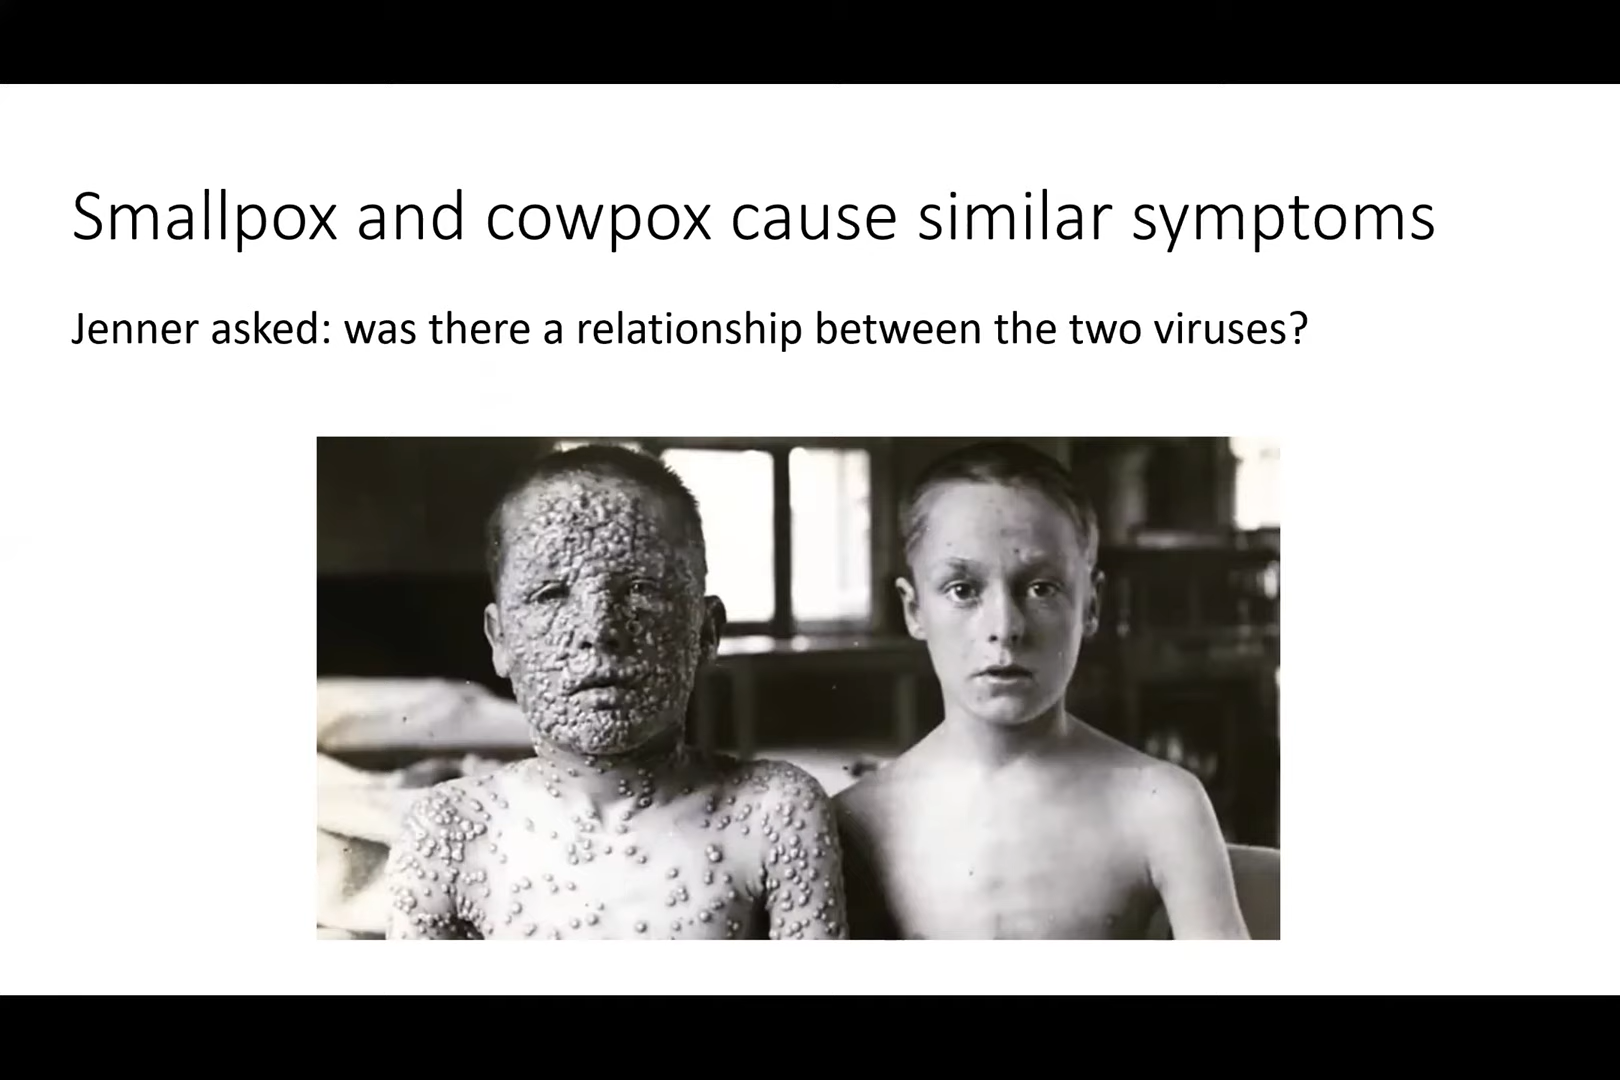 Smallpox and cowpox cause similar symptoms
Jenner asked: was there a relationship between the two viruses?